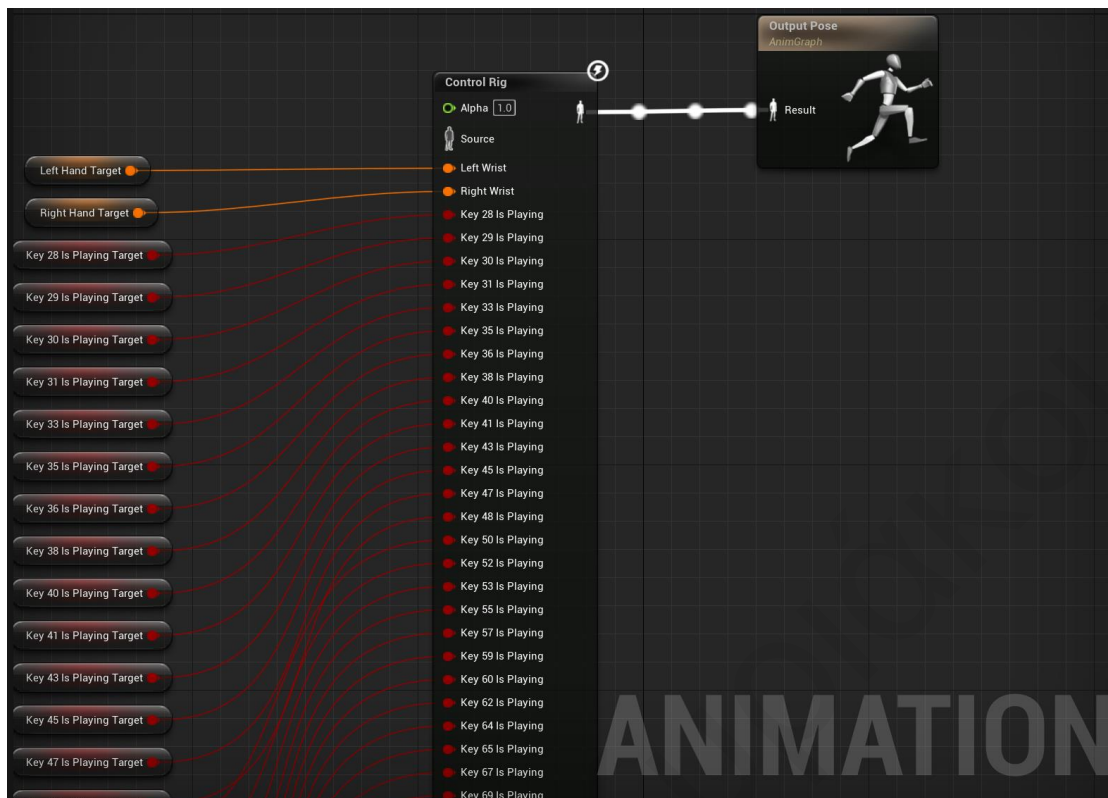 Output Pose
AnimGraph
Result
Control Rig
Alpha 1.0
Source
Left Wrist
Right Wrist
Key 28 Is Playing
Key 29 Is Playing
Key 30 Is Playing
Key 31 Is Playing
Key 33 Is Playing
Key 35 Is Playing
Key 36 Is Playing
Key 38 Is Playing
Key 40 Is Playing
Key 41 Is Playing
Key 43 Is Playing
Key 45 Is Playing
Key 47 Is Playing
Key 48 Is Playing
Key 50 Is Playing
Key 52 Is Playing
Key 53 Is Playing
Key 55 Is Playing
Key 57 Is Playing
Key 59 Is Playing
Key 60 Is Playing
Key 62 Is Playing
Key 64 Is Playing
Key 65 Is Playing
Key 67 Is Playing
Key 69 Is Playing
Left Hand Target
Right Hand Target
Key 28 Is Playing Target
Key 29 Is Playing Target
Key 30 Is Playing Target
Key 31 Is Playing Target
Key 33 Is Playing Target
Key 35 Is Playing Target
Key 36 Is Playing Target
Key 38 Is Playing Target
Key 40 Is Playing Target
Key 41 Is Playing Target
Key 43 Is Playing Target
Key 45 Is Playing Target
Key 47 Is Playing Target
ANIMATION